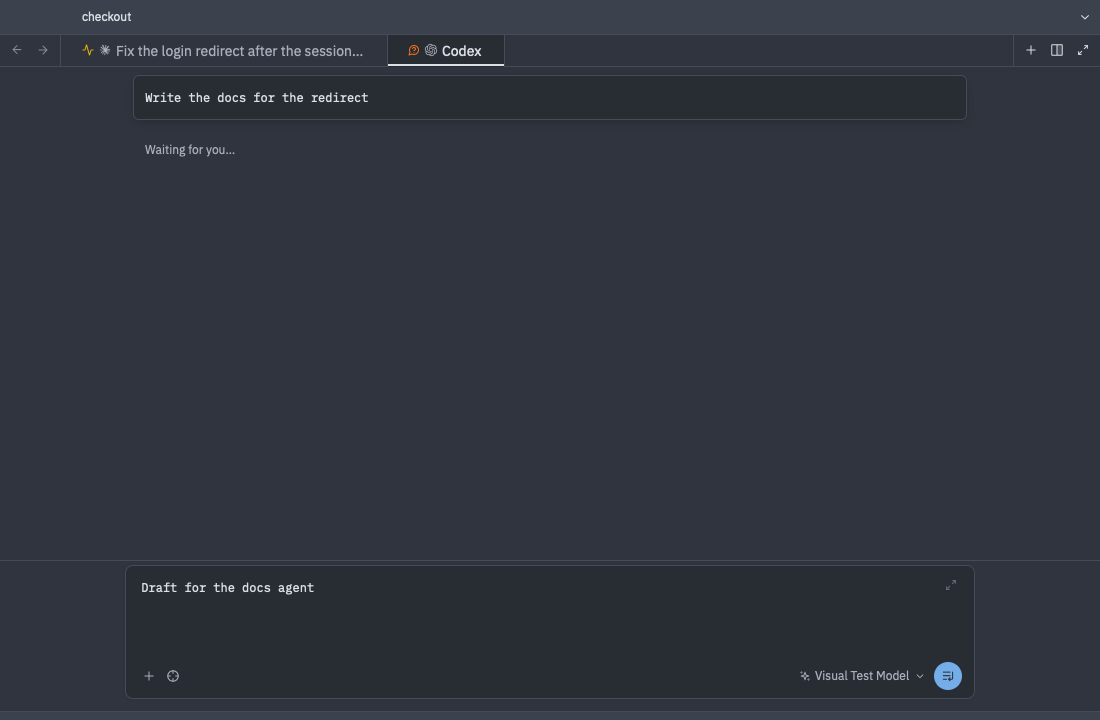 checkout
Fix the login redirect after the session...
Codex
Write the docs for the redirect
Waiting for you...
Draft for the docs agent
Visual Test Model